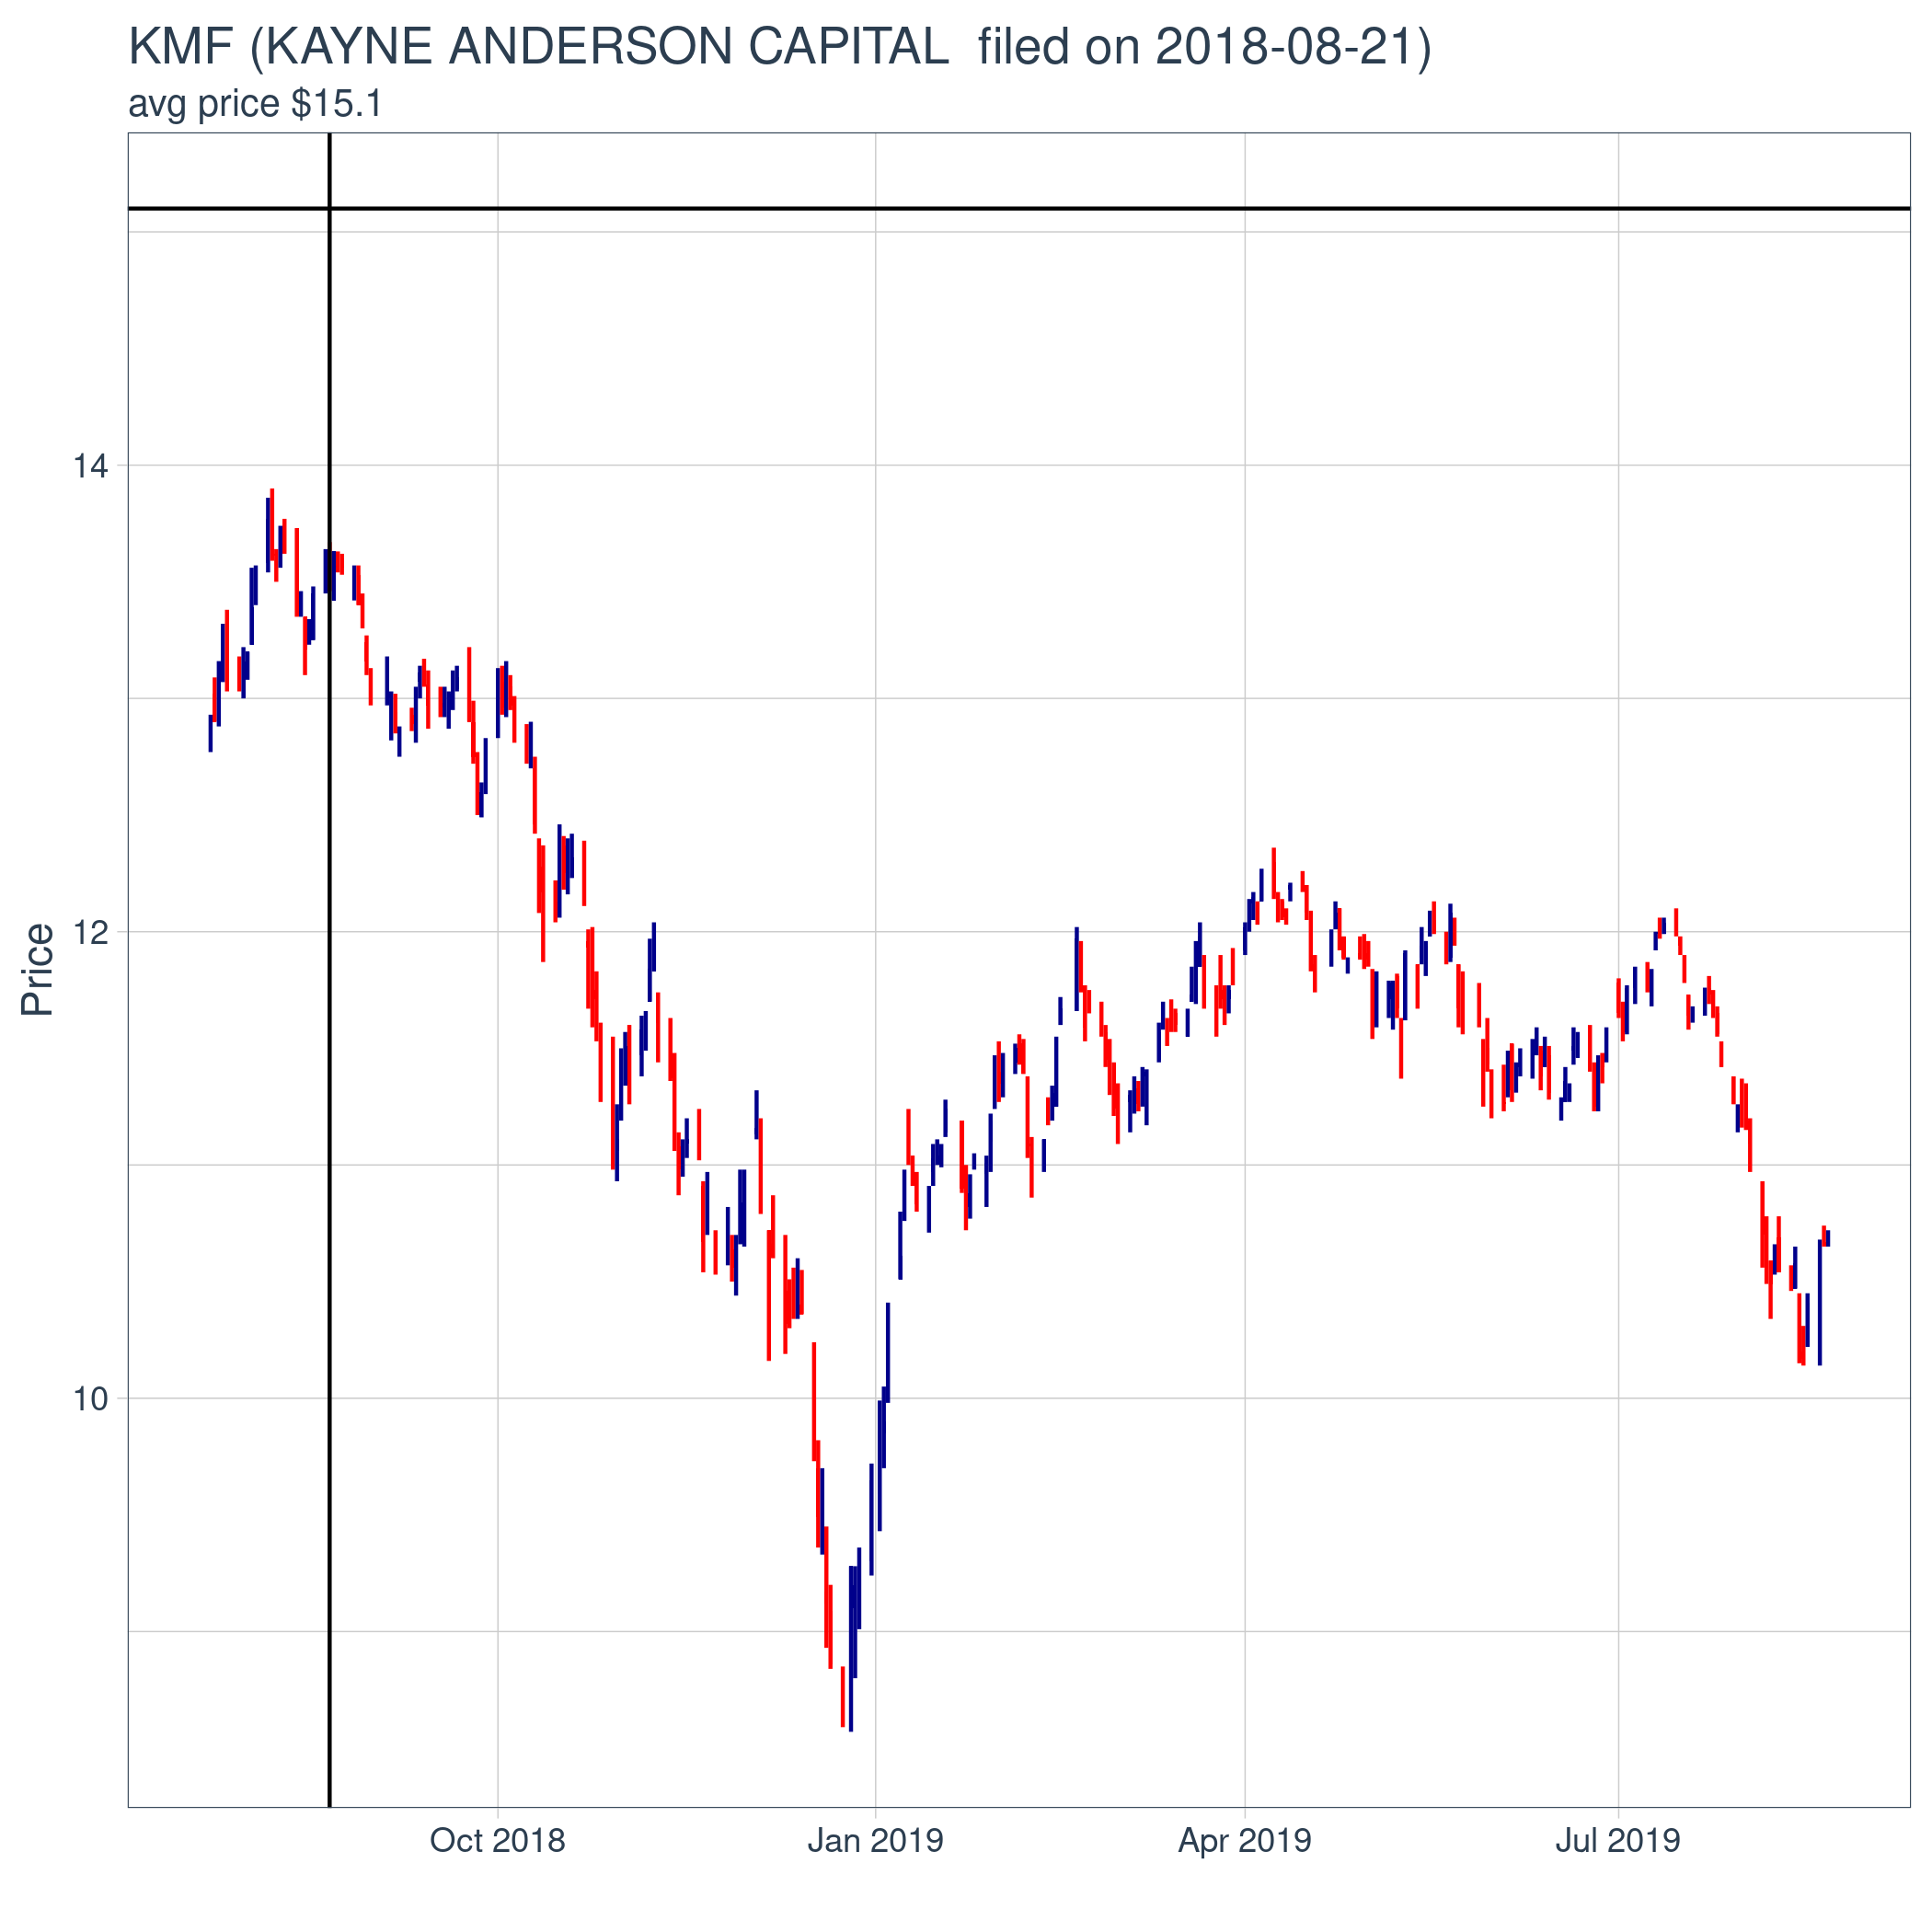 KMF (KAYNE ANDERSON CAPITAL  filed on 2018-08-21)
avg price $15.1
Price
14
12
10
Oct 2018
Jan 2019
Apr 2019
Jul 2019